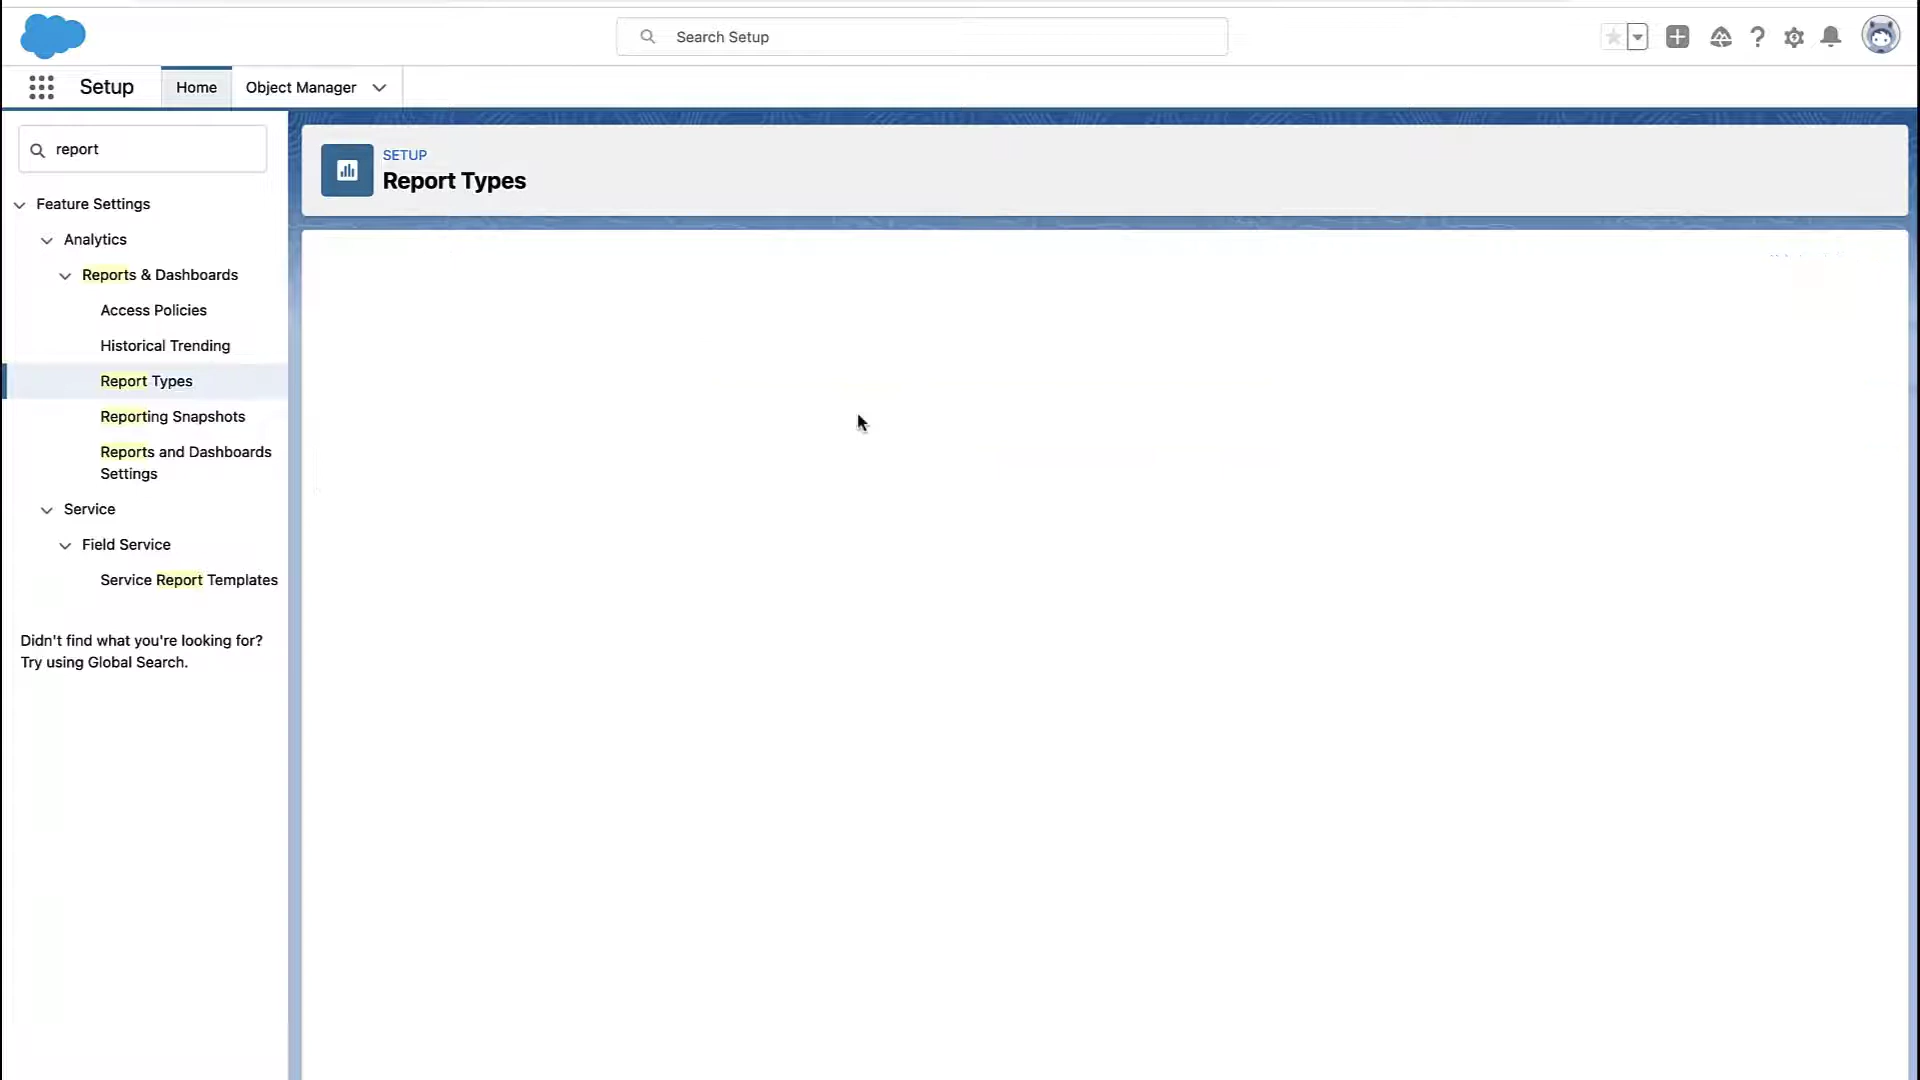 Search Setup
Setup
Home
Object Manager
report
Feature Settings
Analytics
Reports & Dashboards
Access Policies
Historical Trending
Report Types
Reporting Snapshots
Reports and Dashboards
Settings
Service
Field Service
Service Report Templates
Didn't find what you're looking for?
Try using Global Search.
SETUP
Report Types